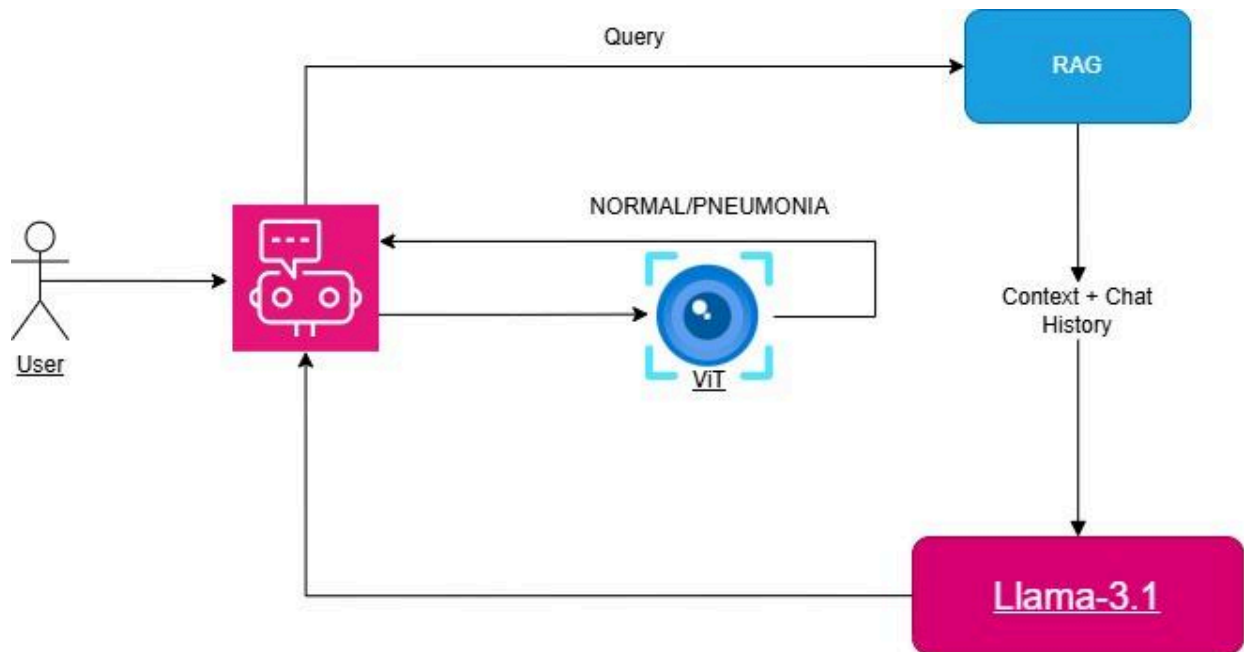 Query
RAG
NORMAL/PNEUMONIA
Context + Chat
History
User
ViT
Llama-3.1